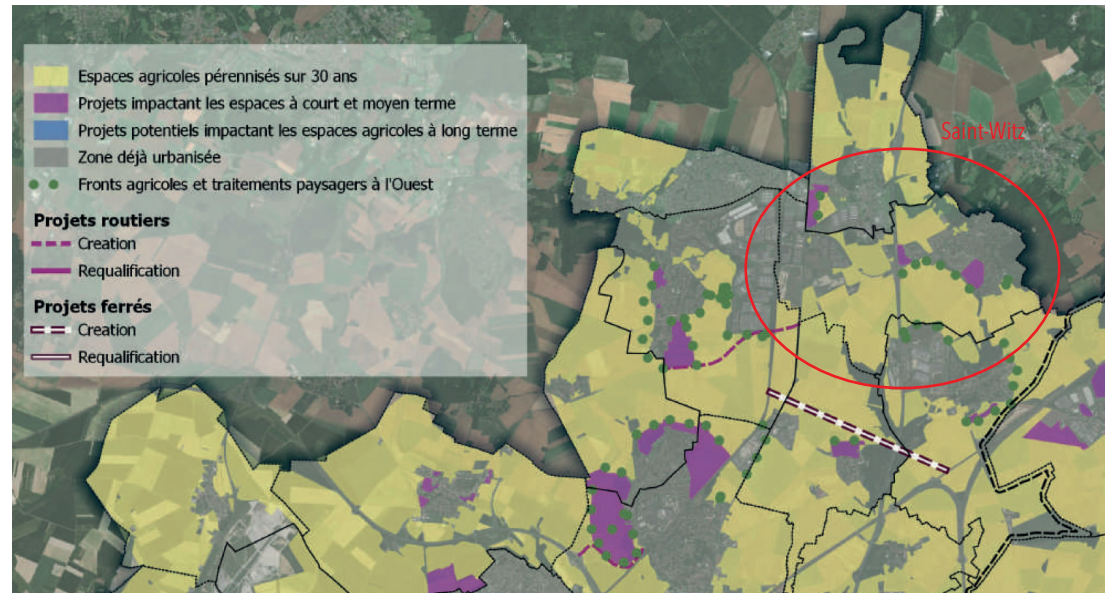 Espaces agricoles pérennisés sur 30 ans
Projets impactant les espaces à court et moyen terme
Projets potentiels impactant les espaces agricoles à long terme
Zone déjà urbanisée
Fronts agricoles et traitements paysagers à l'Ouest
Projets routiers
Creation
Requalification
Projets ferrés
Creation
Requalification
Saint-Witz